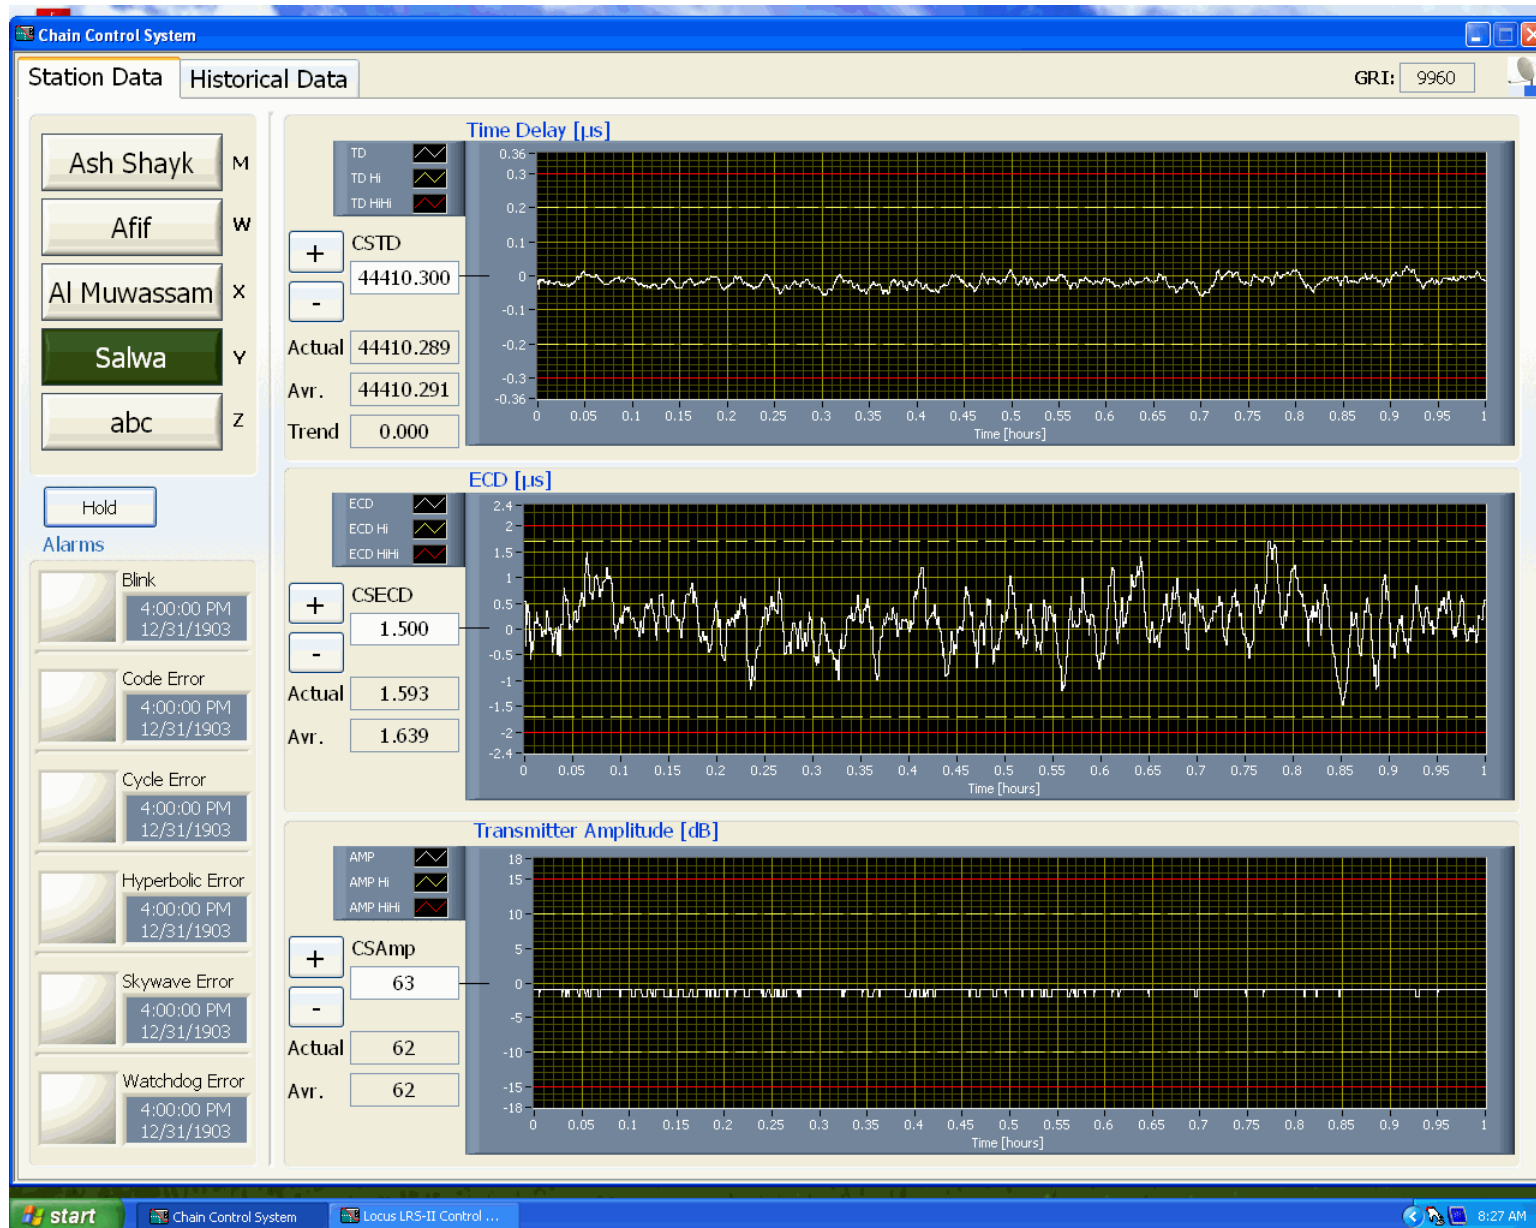 Chain Control System
Station Data
Historical Data
GRI: 9960
Ash Shayk M
Afif W
Al Muwassam X
Salwa Y
abc Z
Hold
Alarms
Blink
4:00:00 PM
12/31/1903
Code Error
4:00:00 PM
12/31/1903
Cycle Error
4:00:00 PM
12/31/1903
Hyperbolic Error
4:00:00 PM
12/31/1903
Skywave Error
4:00:00 PM
12/31/1903
Watchdog Error
4:00:00 PM
12/31/1903
Time Delay [µs]
TD
TD Hi
TD HiHi
+
CSTD
44410.300
-
Actual 44410.289
Avr. 44410.291
Trend 0.000
0.36
0.3
0.2
0.1
0
-0.1
-0.2
-0.3
-0.36
0 0.05 0.1 0.15 0.2 0.25 0.3 0.35 0.4 0.45 0.5 0.55 0.6 0.65 0.7 0.75 0.8 0.85 0.9 0.95 1
Time [hours]
ECD [µs]
ECD
ECD Hi
ECD HiHi
+
CSECD
1.500
-
Actual 1.593
Avr. 1.639
2.4
2
1.5
1
0.5
0
-0.5
-1
-1.5
-2
-2.4
0 0.05 0.1 0.15 0.2 0.25 0.3 0.35 0.4 0.45 0.5 0.55 0.6 0.65 0.7 0.75 0.8 0.85 0.9 0.95 1
Time [hours]
Transmitter Amplitude [dB]
AMP
AMP Hi
AMP HiHi
+
CSAmp
63
-
Actual 62
Avr. 62
18
15
10
5
0
-5
-10
-15
-18
0 0.05 0.1 0.15 0.2 0.25 0.3 0.35 0.4 0.45 0.5 0.55 0.6 0.65 0.7 0.75 0.8 0.85 0.9 0.95 1
Time [hours]
start
Chain Control System
Locus LRS-II Control ...
8:27 AM